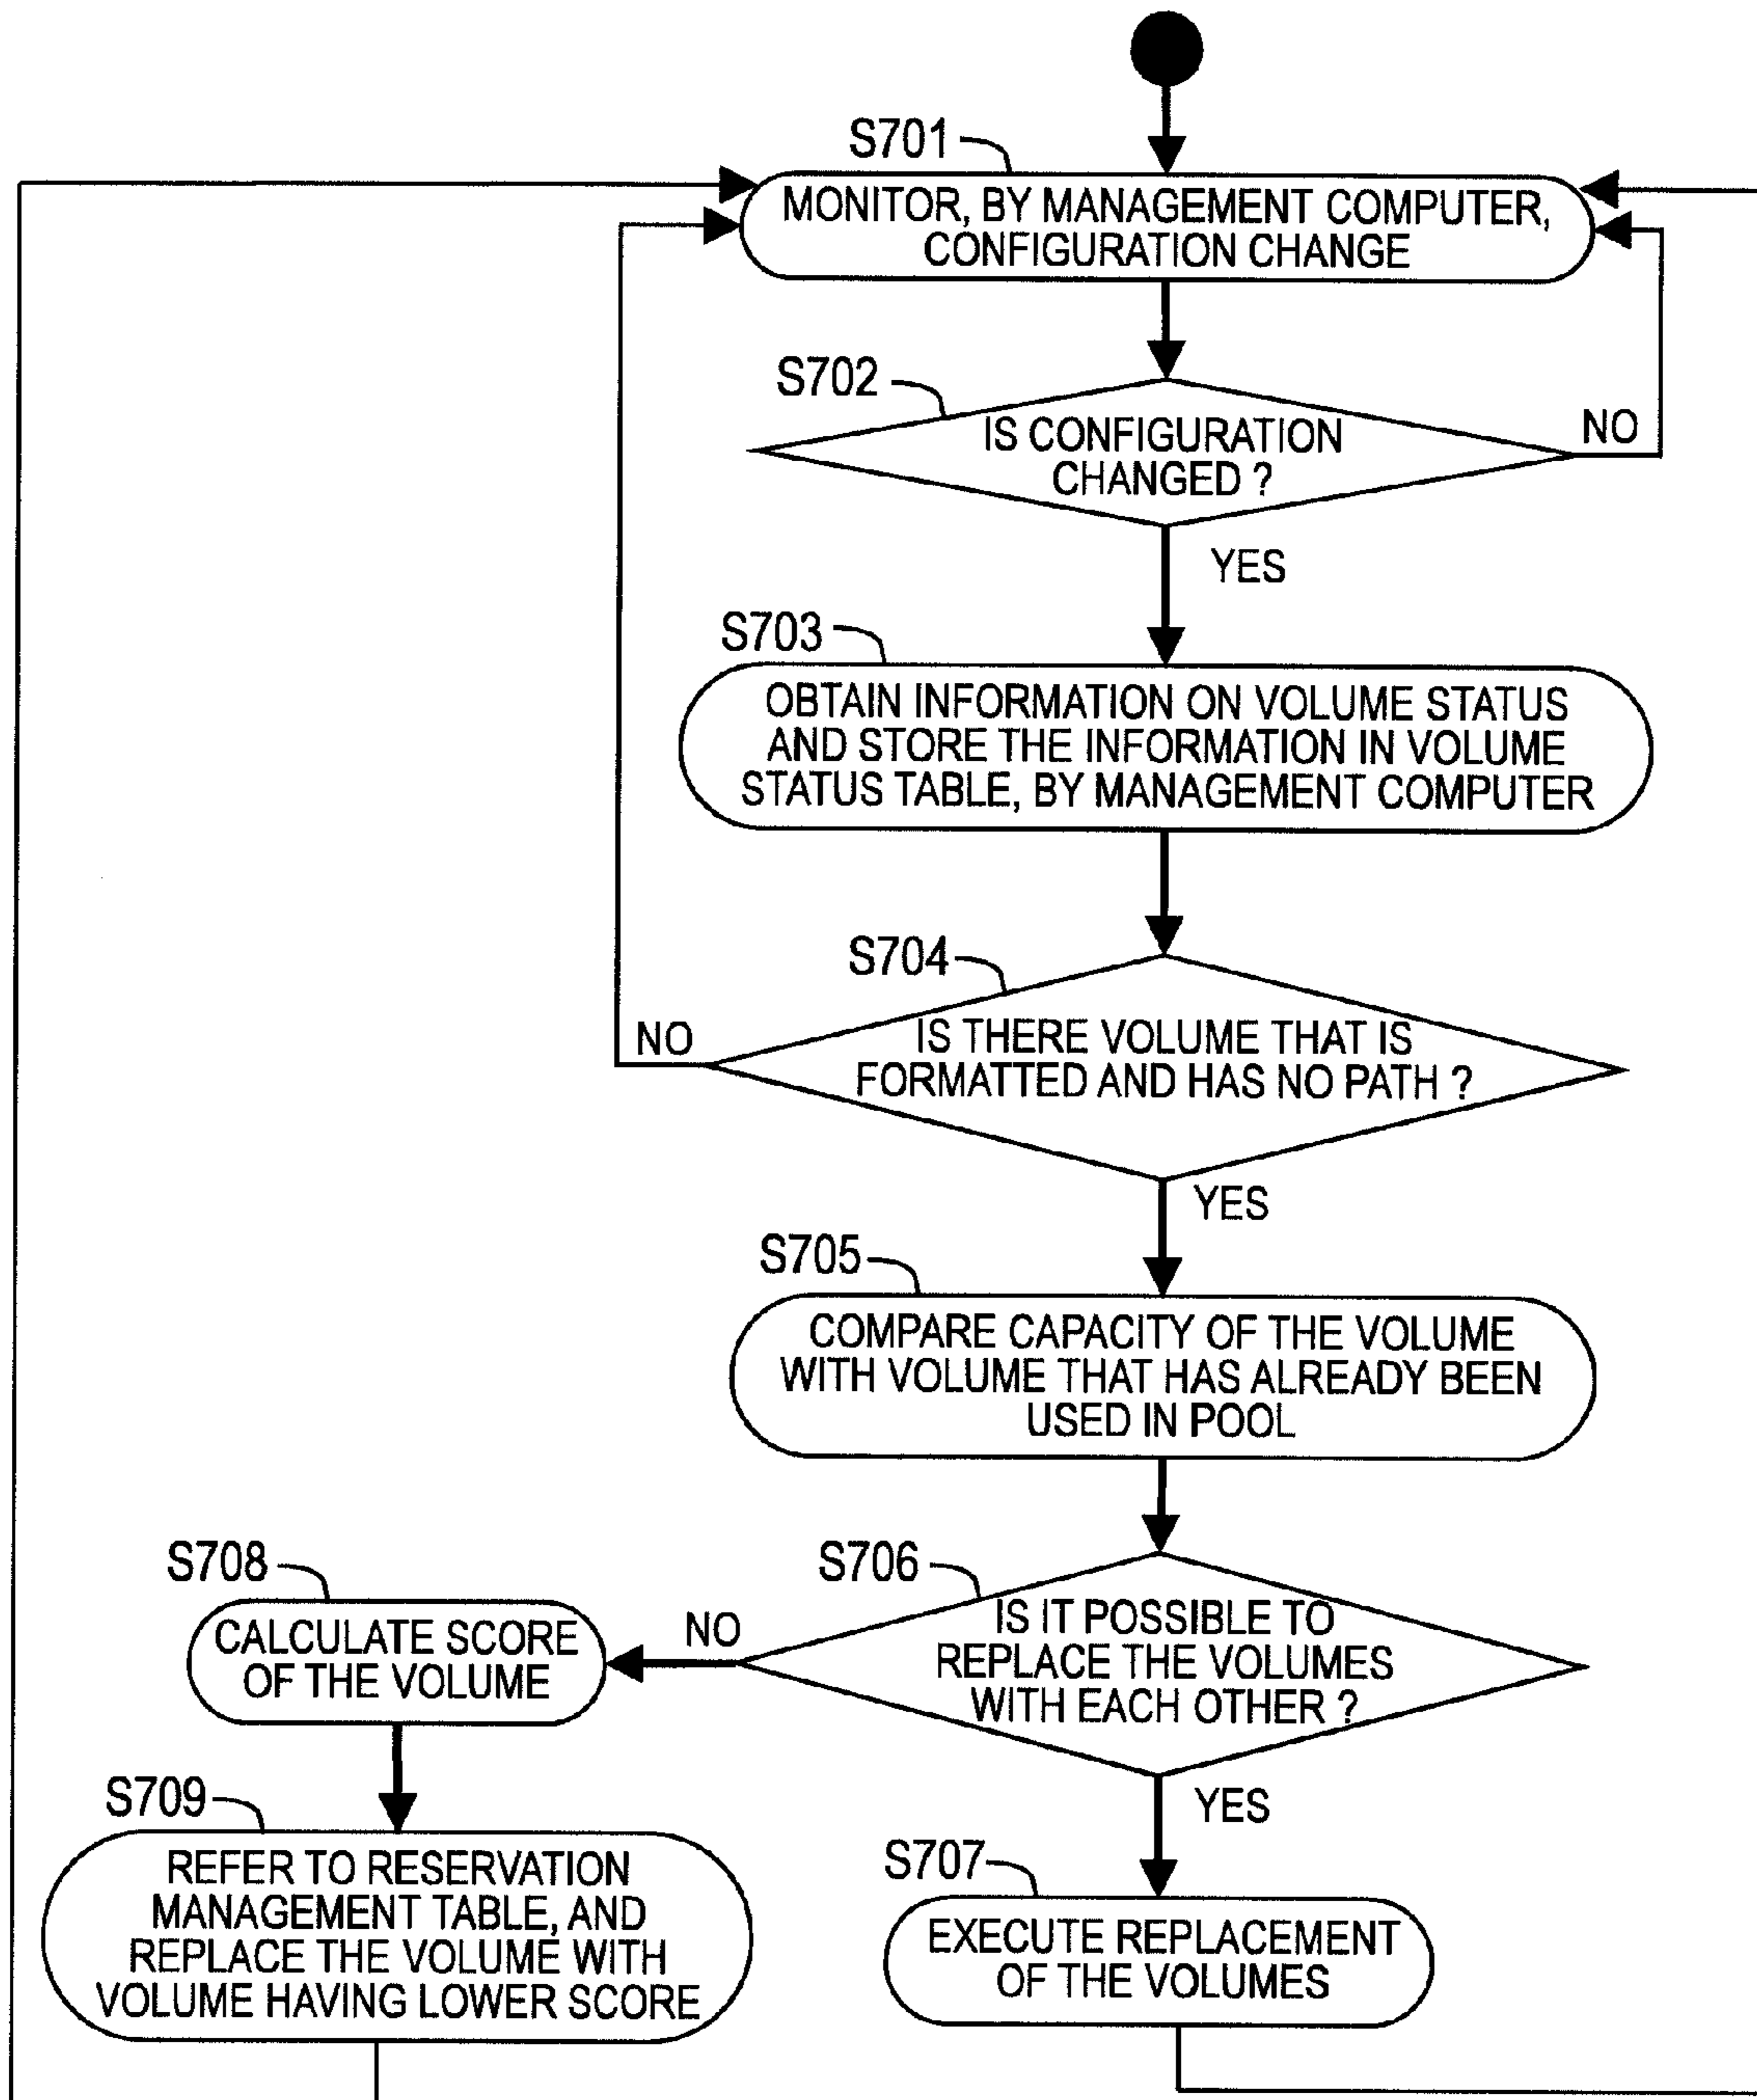 S701
MONITOR, BY MANAGEMENT COMPUTER,
CONFIGURATION CHANGE
S702
IS CONFIGURATION
CHANGED ?
NO
YES
S703
OBTAIN INFORMATION ON VOLUME STATUS
AND STORE THE INFORMATION IN VOLUME
STATUS TABLE, BY MANAGEMENT COMPUTER
S704
NO
IS THERE VOLUME THAT IS
FORMATTED AND HAS NO PATH ?
YES
S705
COMPARE CAPACITY OF THE VOLUME
WITH VOLUME THAT HAS ALREADY BEEN
USED IN POOL
S706
IS IT POSSIBLE TO
REPLACE THE VOLUMES
WITH EACH OTHER ?
NO
YES
S708
CALCULATE SCORE
OF THE VOLUME
S709
REFER TO RESERVATION
MANAGEMENT TABLE, AND
REPLACE THE VOLUME WITH
VOLUME HAVING LOWER SCORE
S707
EXECUTE REPLACEMENT
OF THE VOLUMES